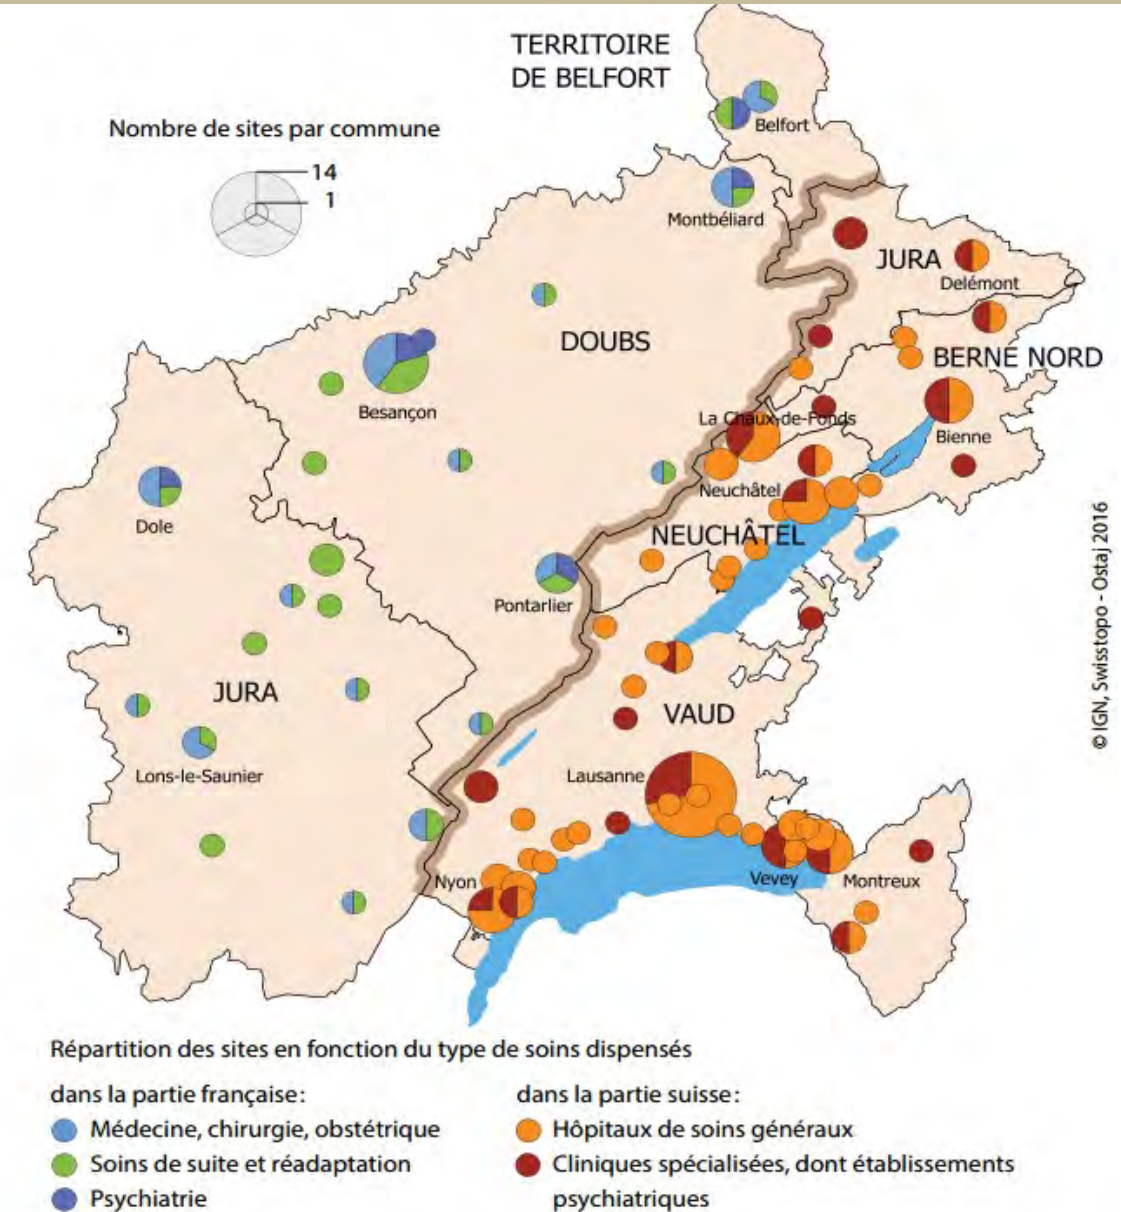 TERRITOIRE
DE BELFORT
Nombre de sites par commune
14
1
Belfort
Montbéliard
JURA
Delémont
DOUBS
BERNE NORD
Besançon
La Chaux-de-Fonds
Bienne
Neuchâtel
Dole
NEUCHÂTEL
Pontarlier
JURA
VAUD
Lausanne
Lons-le-Saunier
Nyon
Vevey
Montreux
© IGN, Swisstopo - Ostaj 2016
Répartition des sites en fonction du type de soins dispensés
dans la partie française:
Médecine, chirurgie, obstétrique
Soins de suite et réadaptation
Psychiatrie
dans la partie suisse:
Hôpitaux de soins généraux
Cliniques spécialisées, dont établissements
psychiatriques